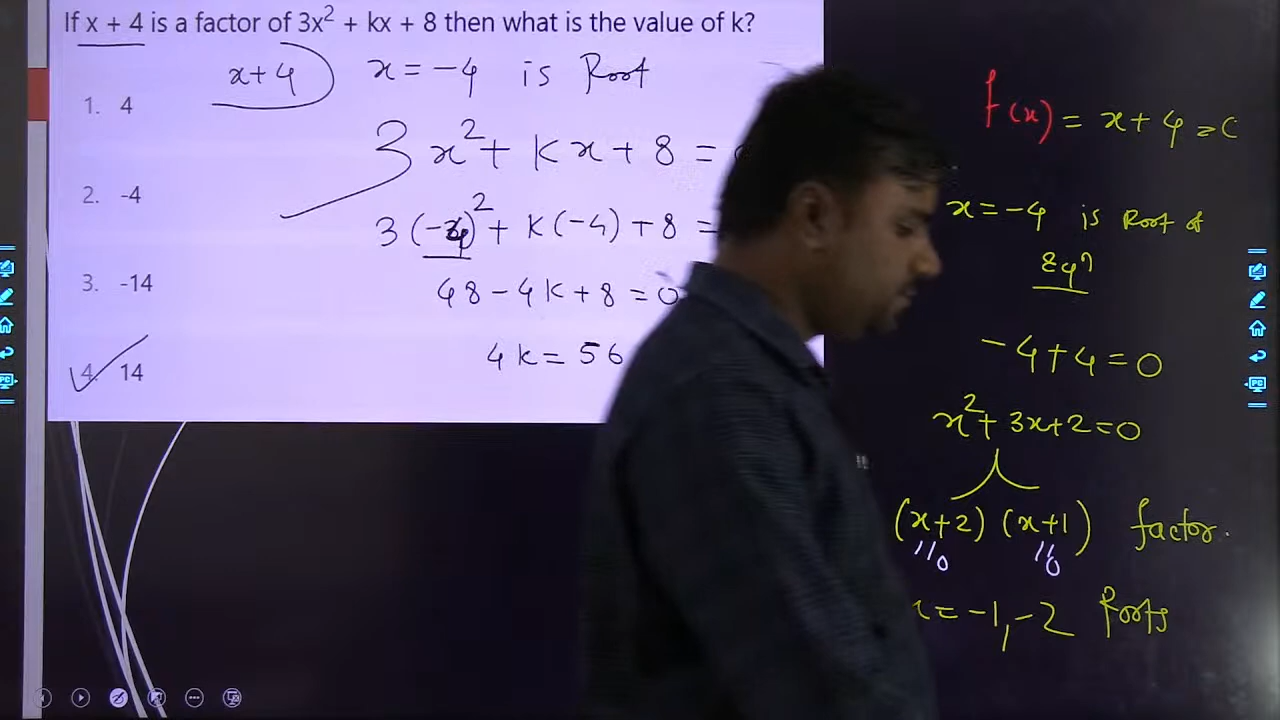 If x + 4 is a factor of 3x² + kx + 8 then what is the value of k?
x+4 x = -4 is Root
1. 4
3x² + kx + 8 =
2. -4
3(-4)² + k(-4) + 8 =
3. -14
48 - 4k + 8 = 0
4k = 56
4. 14
f(x) = x + 4 = 0
x = -4 is Root of
-4 + 4 = 0
x² + 3x + 2 = 0
(x+2) (x+1) factor.
= -1, -2 Roots
PC
PC